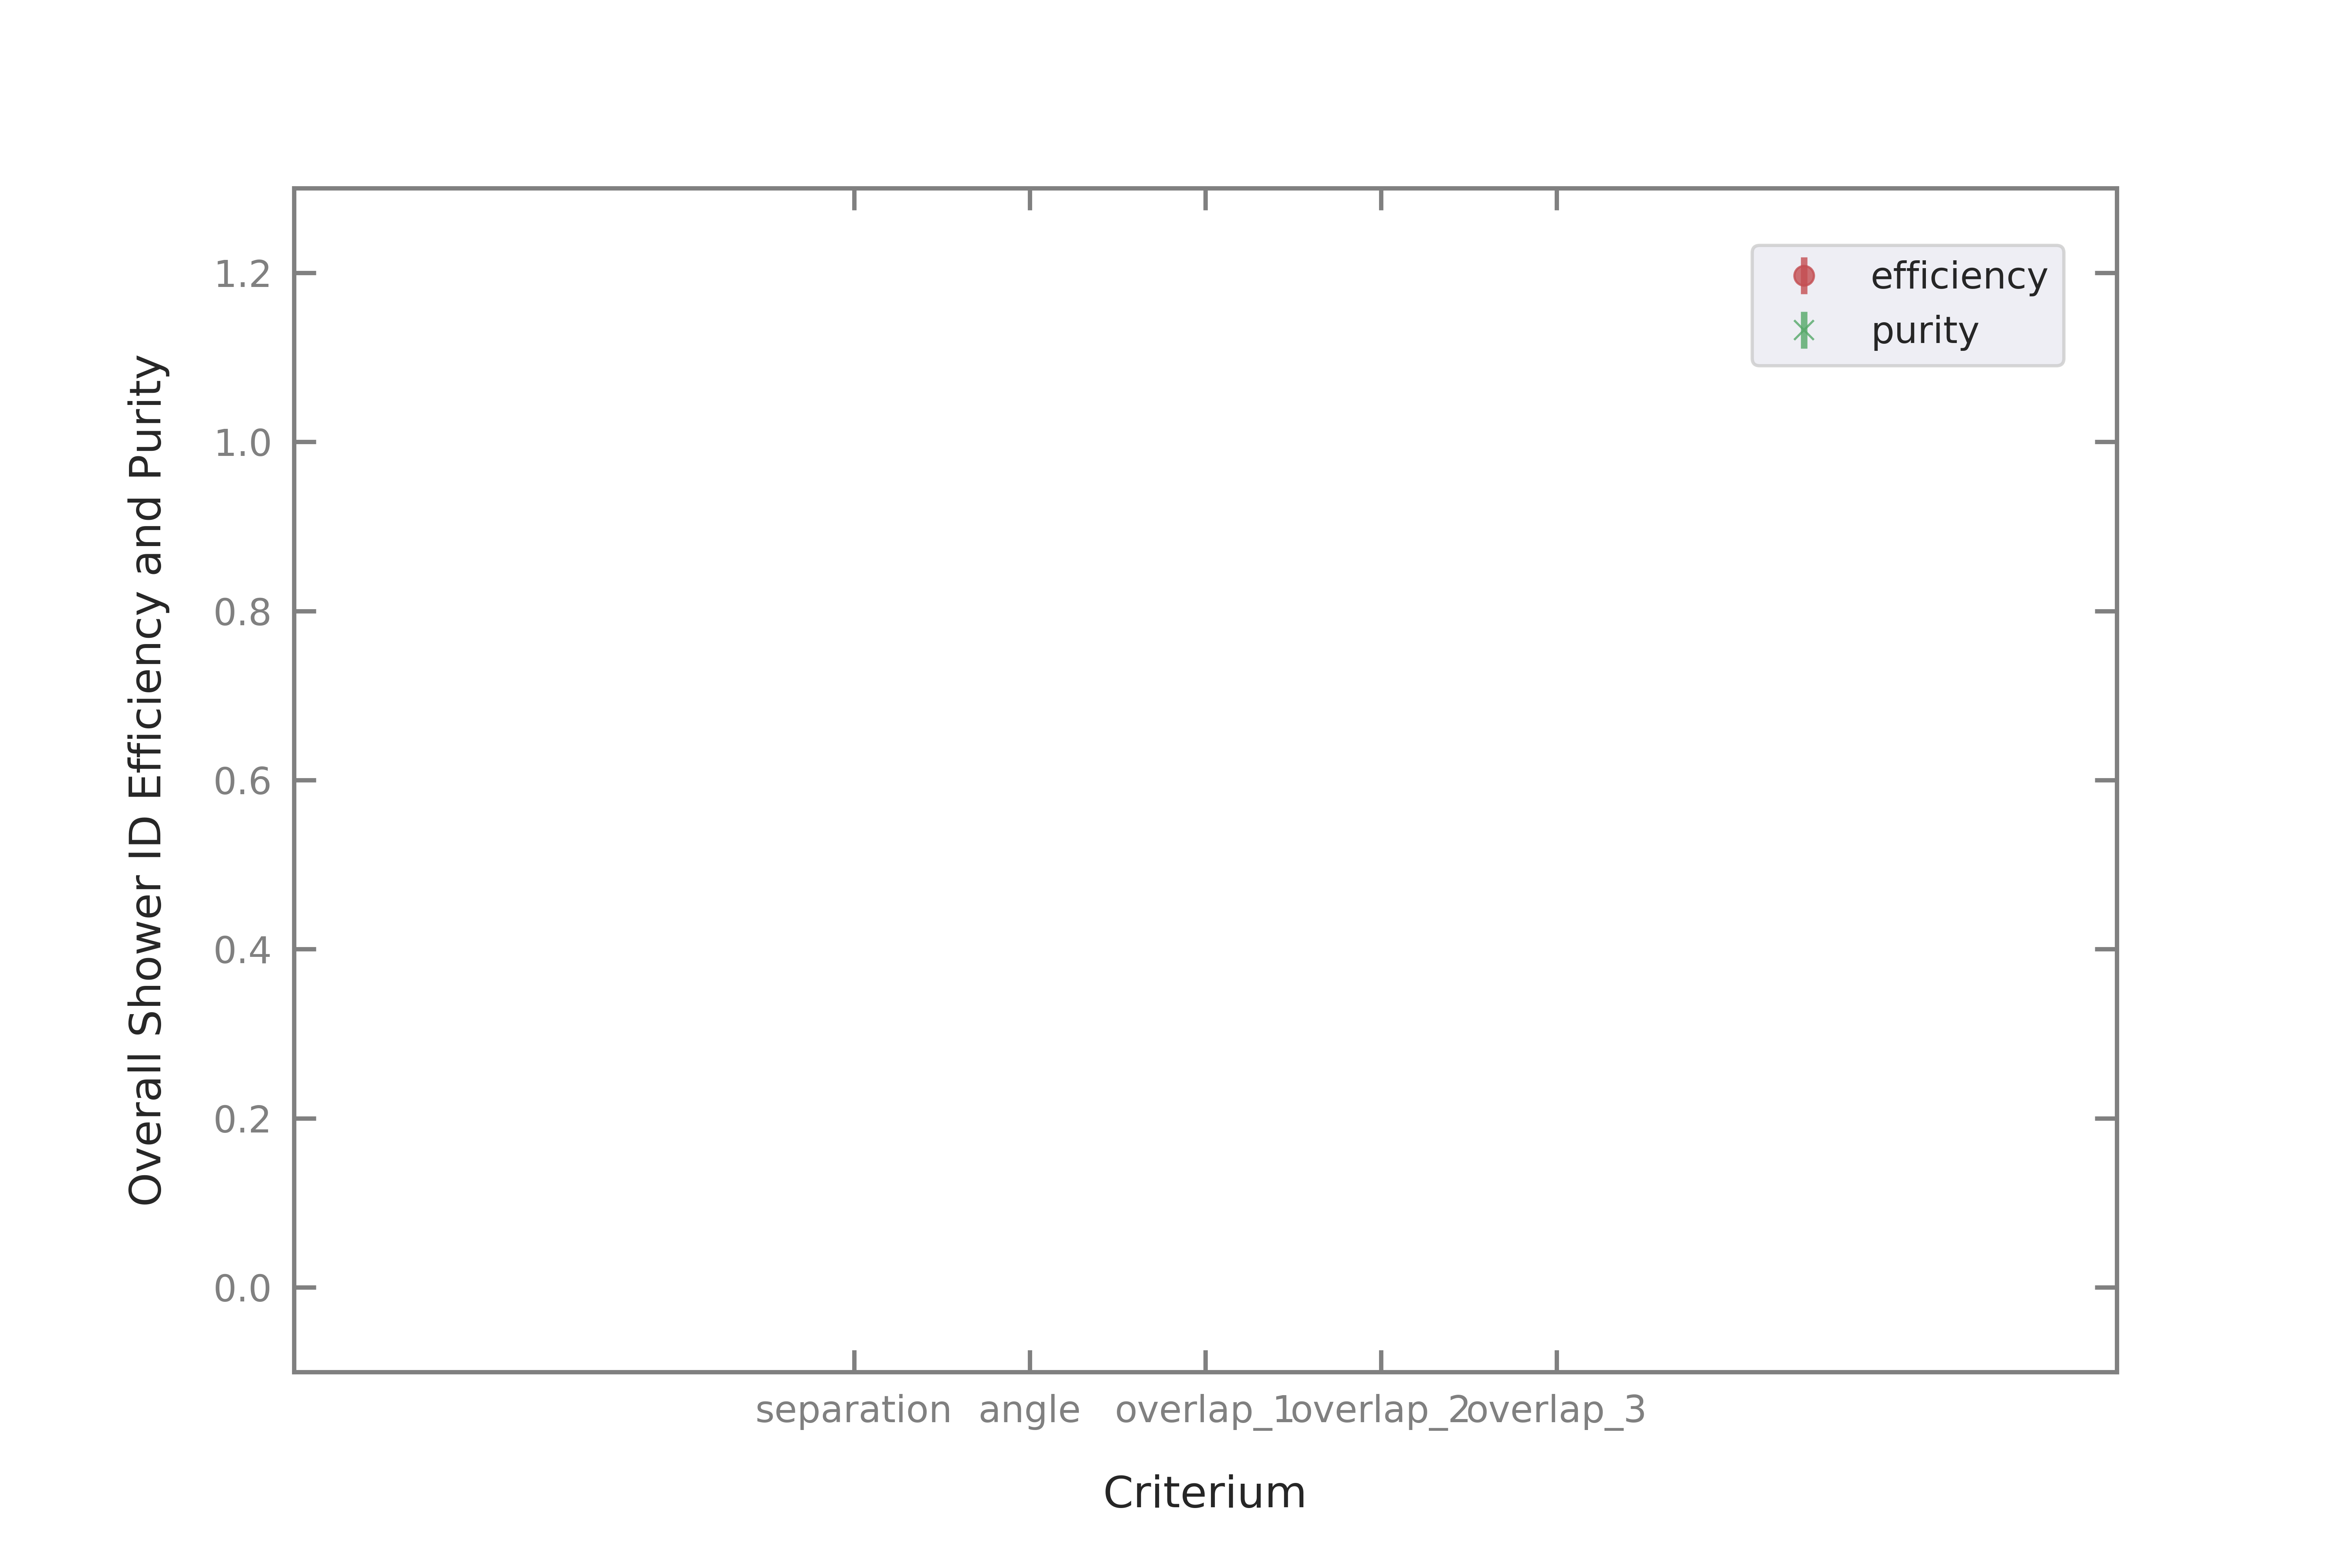 Overall Shower ID Efficiency and Purity
1.2
1.0
0.8
0.6
0.4
0.2
0.0
efficiency
purity
separation angle overlap_1 overlap_2 overlap_3
Criterium